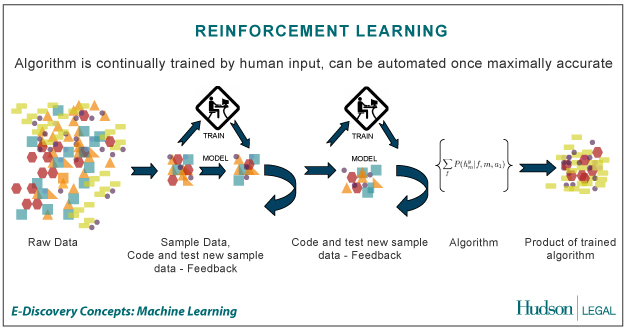 REINFORCEMENT LEARNING
Algorithm is continually trained by human input, can be automated once maximally accurate
TRAIN
MODEL
TRAIN
MODEL
Raw Data
Sample Data,
Code and test new sample
data - Feedback
Code and test new sample
data - Feedback
Algorithm
Product of trained
algorithm
E-Discovery Concepts: Machine Learning
Hudson LEGAL